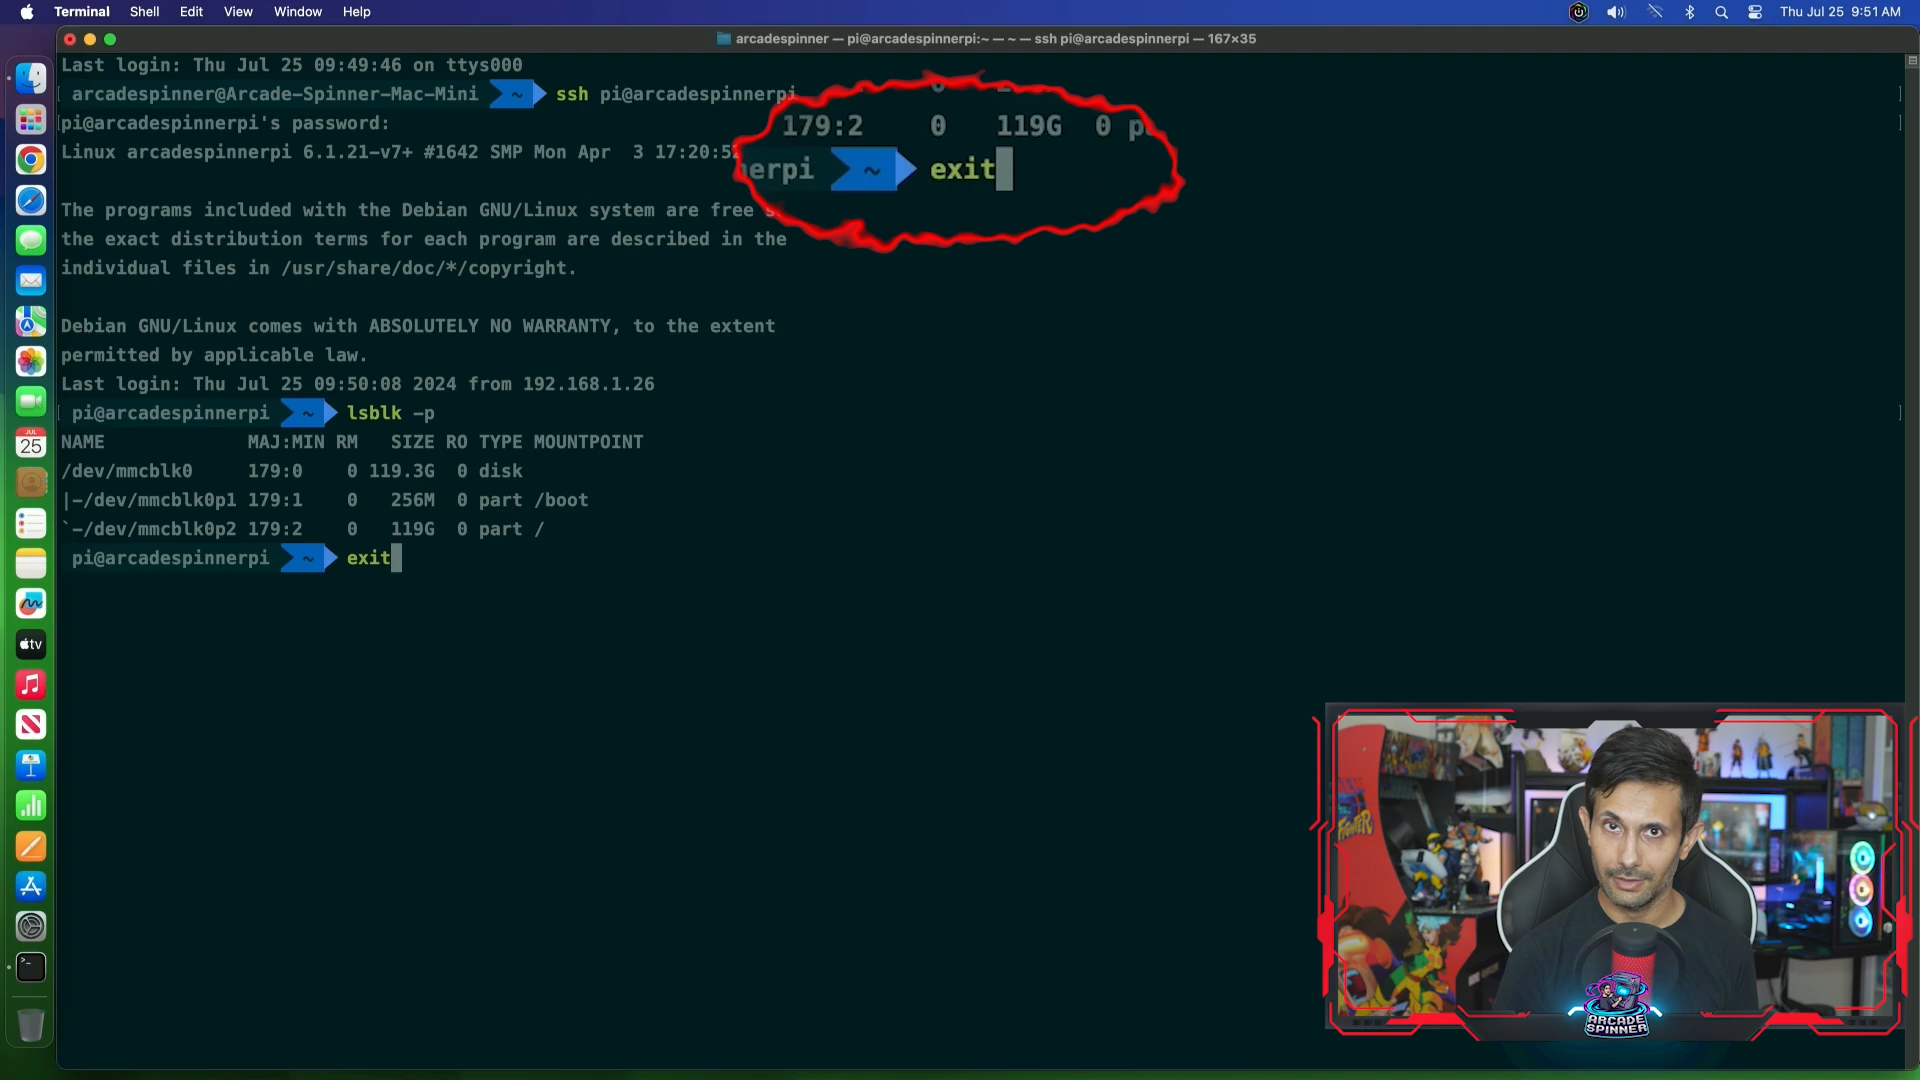 Terminal Shell Edit View Window Help Thu Jul 25 9:51 AM
arcadespinner — pi@arcadespinnerpi:~ — ~ — ssh pi@arcadespinnerpi — 167×35
Last login: Thu Jul 25 09:49:46 on ttys000
arcadespinner@Arcade-Spinner-Mac-Mini ~ ssh pi@arcadespinnerpi
pi@arcadespinnerpi's password:
Linux arcadespinnerpi 6.1.21-v7+ #1642 SMP Mon Apr 3 17:20:52
179:2 0 119G 0
nerpi ~ exit
The programs included with the Debian GNU/Linux system are free
the exact distribution terms for each program are described in the
individual files in /usr/share/doc/*/copyright.
Debian GNU/Linux comes with ABSOLUTELY NO WARRANTY, to the extent
permitted by applicable law.
Last login: Thu Jul 25 09:50:08 2024 from 192.168.1.26
pi@arcadespinnerpi ~ lsblk -p
NAME MAJ:MIN RM SIZE RO TYPE MOUNTPOINT
/dev/mmcblk0 179:0 0 119.3G 0 disk
|-/dev/mmcblk0p1 179:1 0 256M 0 part /boot
`-/dev/mmcblk0p2 179:2 0 119G 0 part /
pi@arcadespinnerpi ~ exit
JUL
25
tv
FIGHTER
ARCADE
SPINNER